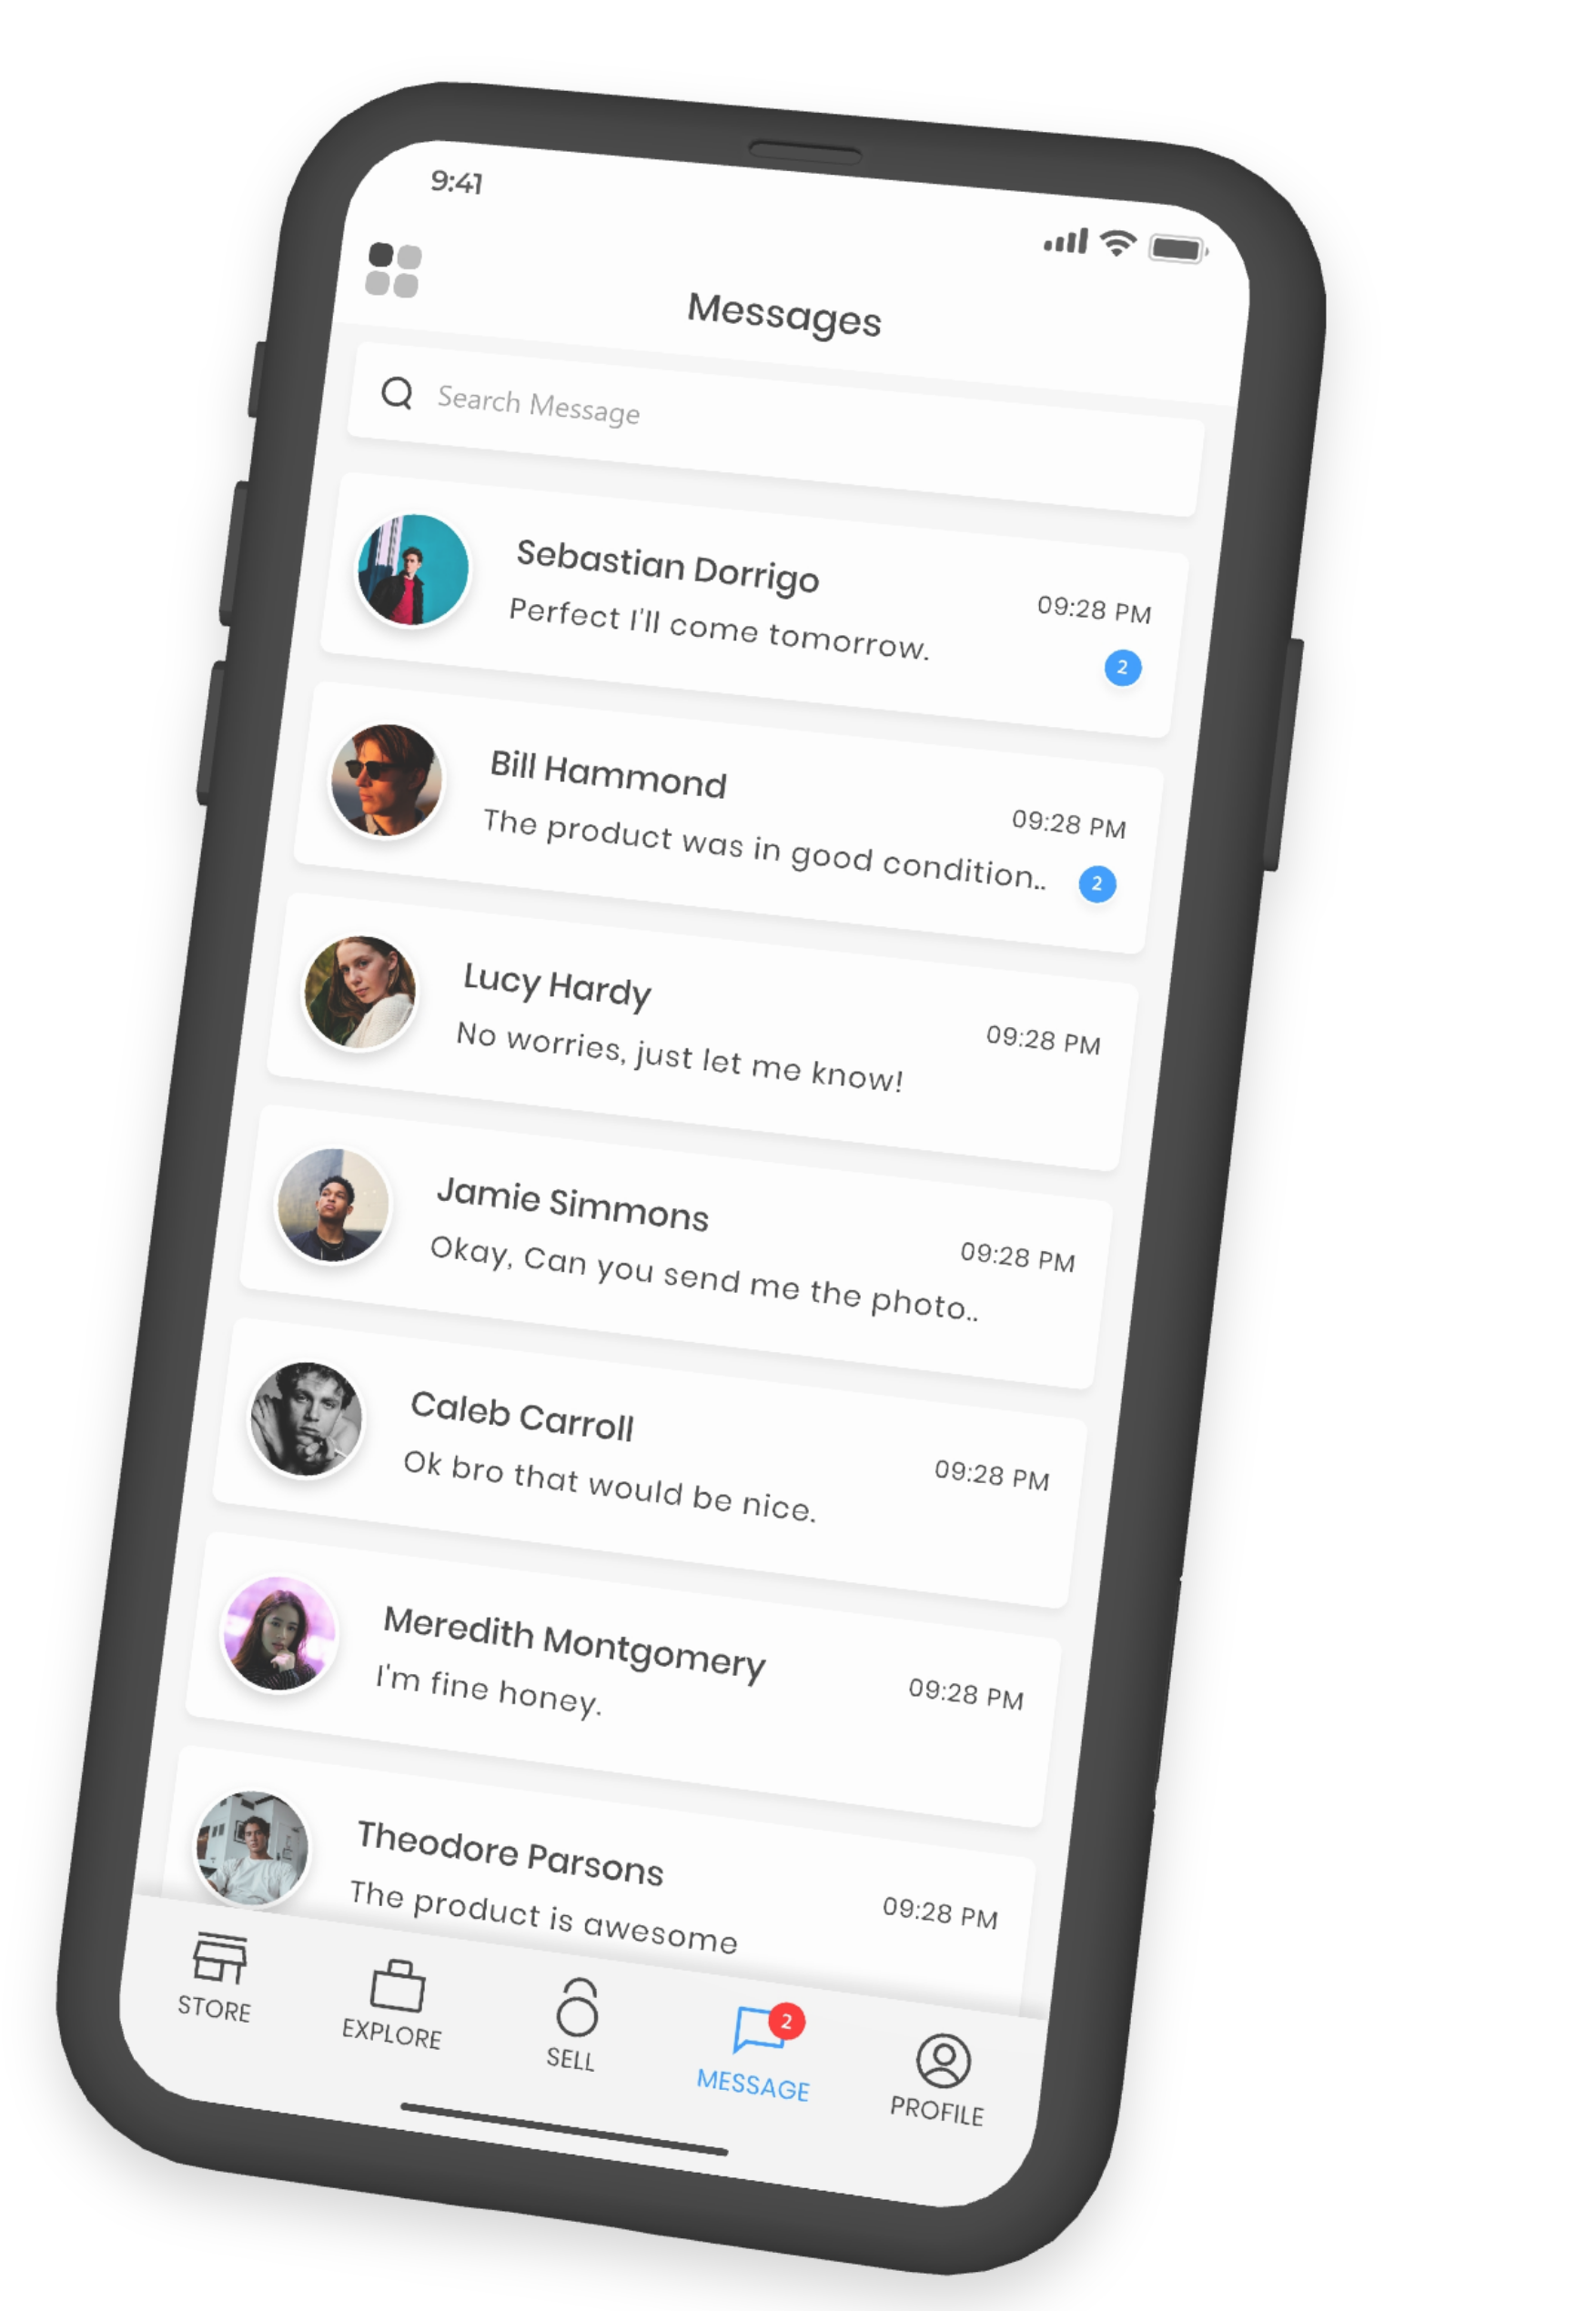 9:41
Messages
Search Message
Sebastian Dorrigo
09:28 PM
Perfect I'll come tomorrow.
2
Bill Hammond
09:28 PM
The product was in good condition..
2
Lucy Hardy
09:28 PM
No worries, just let me know!
Jamie Simmons
09:28 PM
Okay, Can you send me the photo..
Caleb Carroll
09:28 PM
Ok bro that would be nice.
Meredith Montgomery
09:28 PM
I'm fine honey.
Theodore Parsons
09:28 PM
The product is awesome
STORE
EXPLORE
SELL
2
MESSAGE
PROFILE